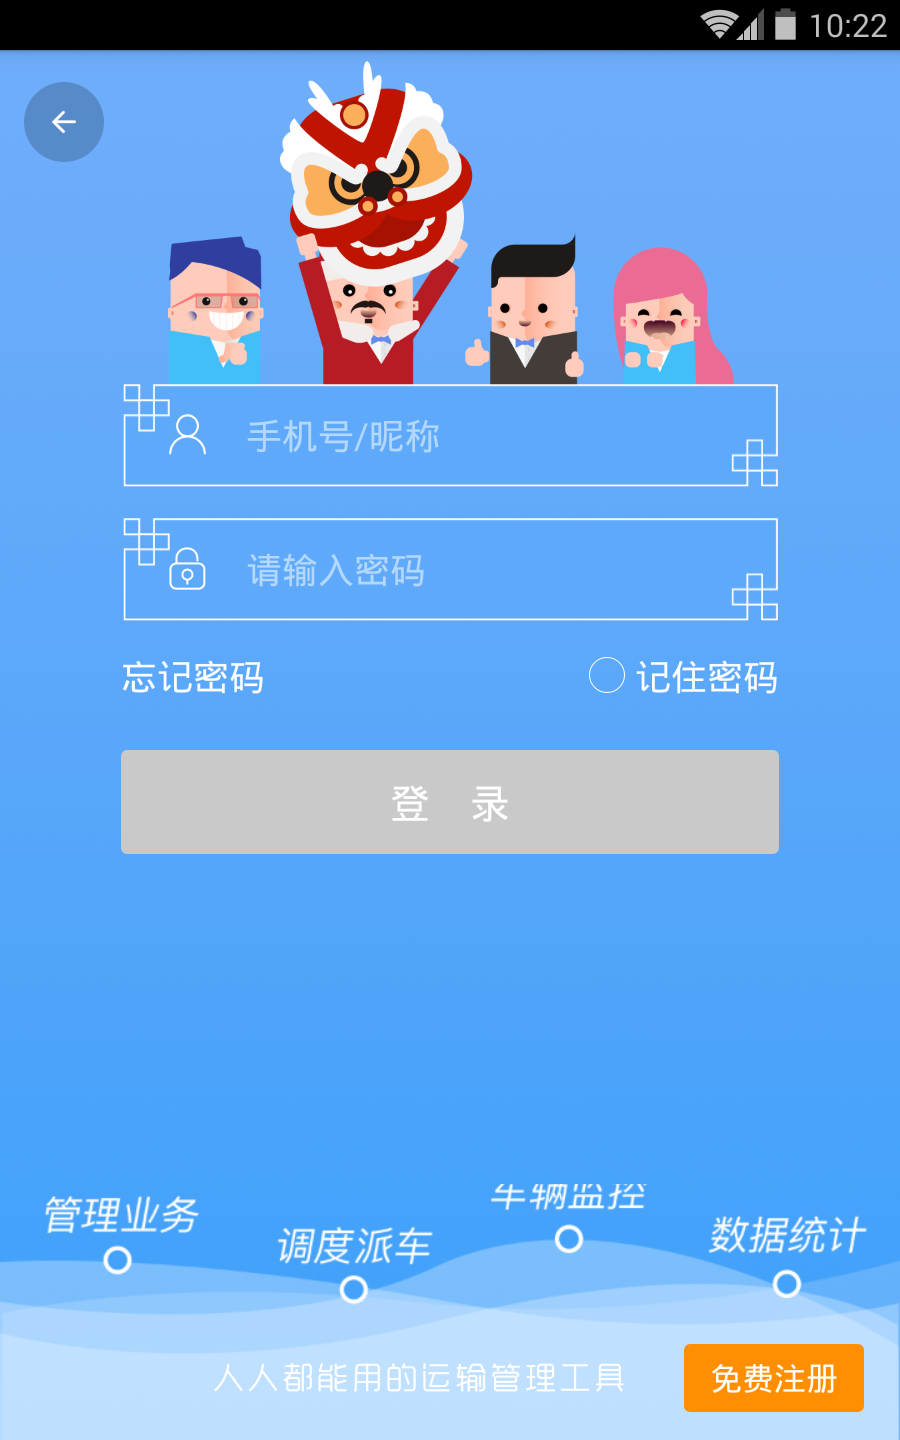 10:22
手机号/昵称
请输入密码
忘记密码
记住密码
登 录
管理业务
调度派车
车辆监控
数据统计
人人都能用的运输管理工具
免费注册